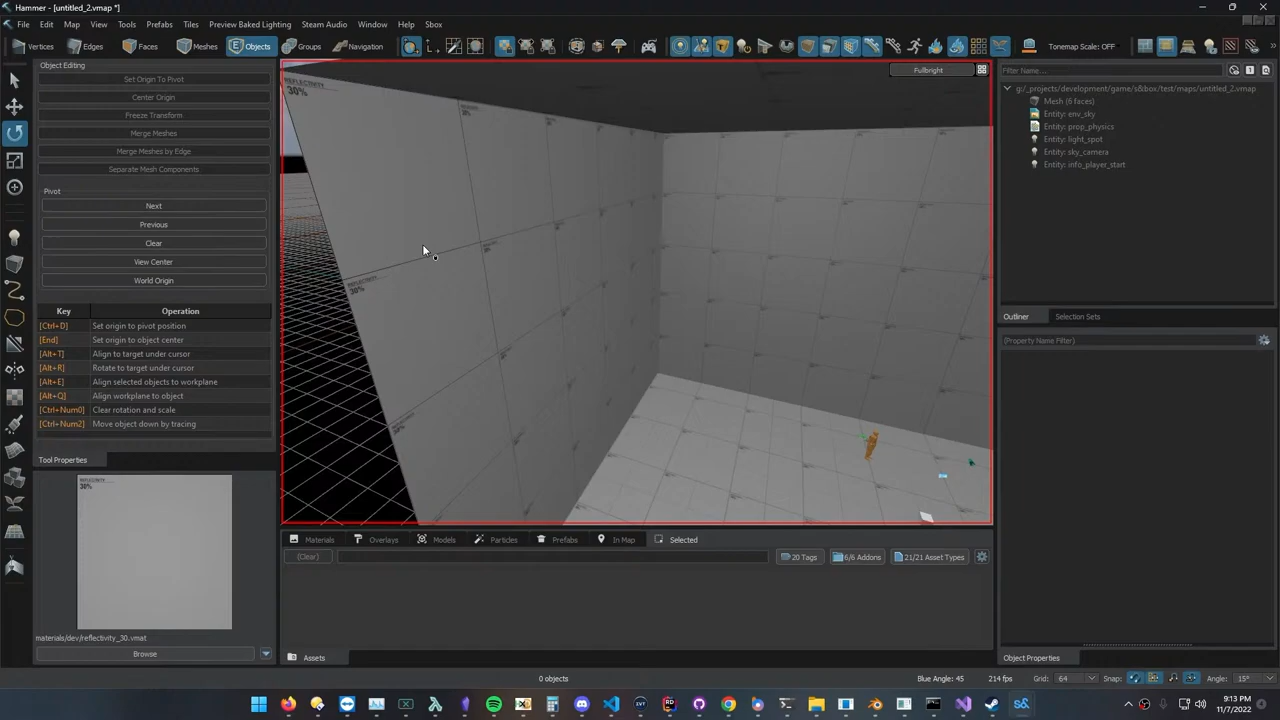 Hammer - [untitled_2.vmap *]
File Edit Map View Tools Prefabs Tiles Preview Baked Lighting Steam Audio Window Help Sbox
Vertices Edges Faces Meshes Objects Groups Navigation Tonemap Scale: OFF
Object Editing
Set Origin To Pivot
Center Origin
Freeze Transform
Merge Meshes
Merge Meshes by Edge
Separate Mesh Components
Pivot
Next
Previous
Clear
View Center
World Origin
Key Operation
[Ctrl+D] Set origin to pivot position
[End] Set origin to object center
[Alt+T] Align to target under cursor
[Alt+R] Rotate to target under cursor
[Alt+E] Align selected objects to workplane
[Alt+Q] Align workplane to object
[Ctrl+Num0] Clear rotation and scale
[Ctrl+Num2] Move object down by tracing
Tool Properties
REFLECTIVITY
30%
materials/dev/reflectivity_30.vmat
Browse
Fullbright
REFLECTIVITY
30%
REFLECTIVITY
30%
Materials Overlays Models Particles Prefabs In Map Selected
(Clear) 20 Tags 6/6 Addons 21/21 Asset Types
Assets
Filter Name...
g:/_projects/development/game/s&box/test/maps/untitled_2.vmap
Mesh (6 faces)
Entity: env_sky
Entity: prop_physics
Entity: light_spot
Entity: sky_camera
Entity: info_player_start
Outliner Selection Sets
(Property Name Filter)
Object Properties
0 objects Blue Angle: 45 214 fps Grid: 64 Snap: Angle: 15°
9:13 PM
11/7/2022